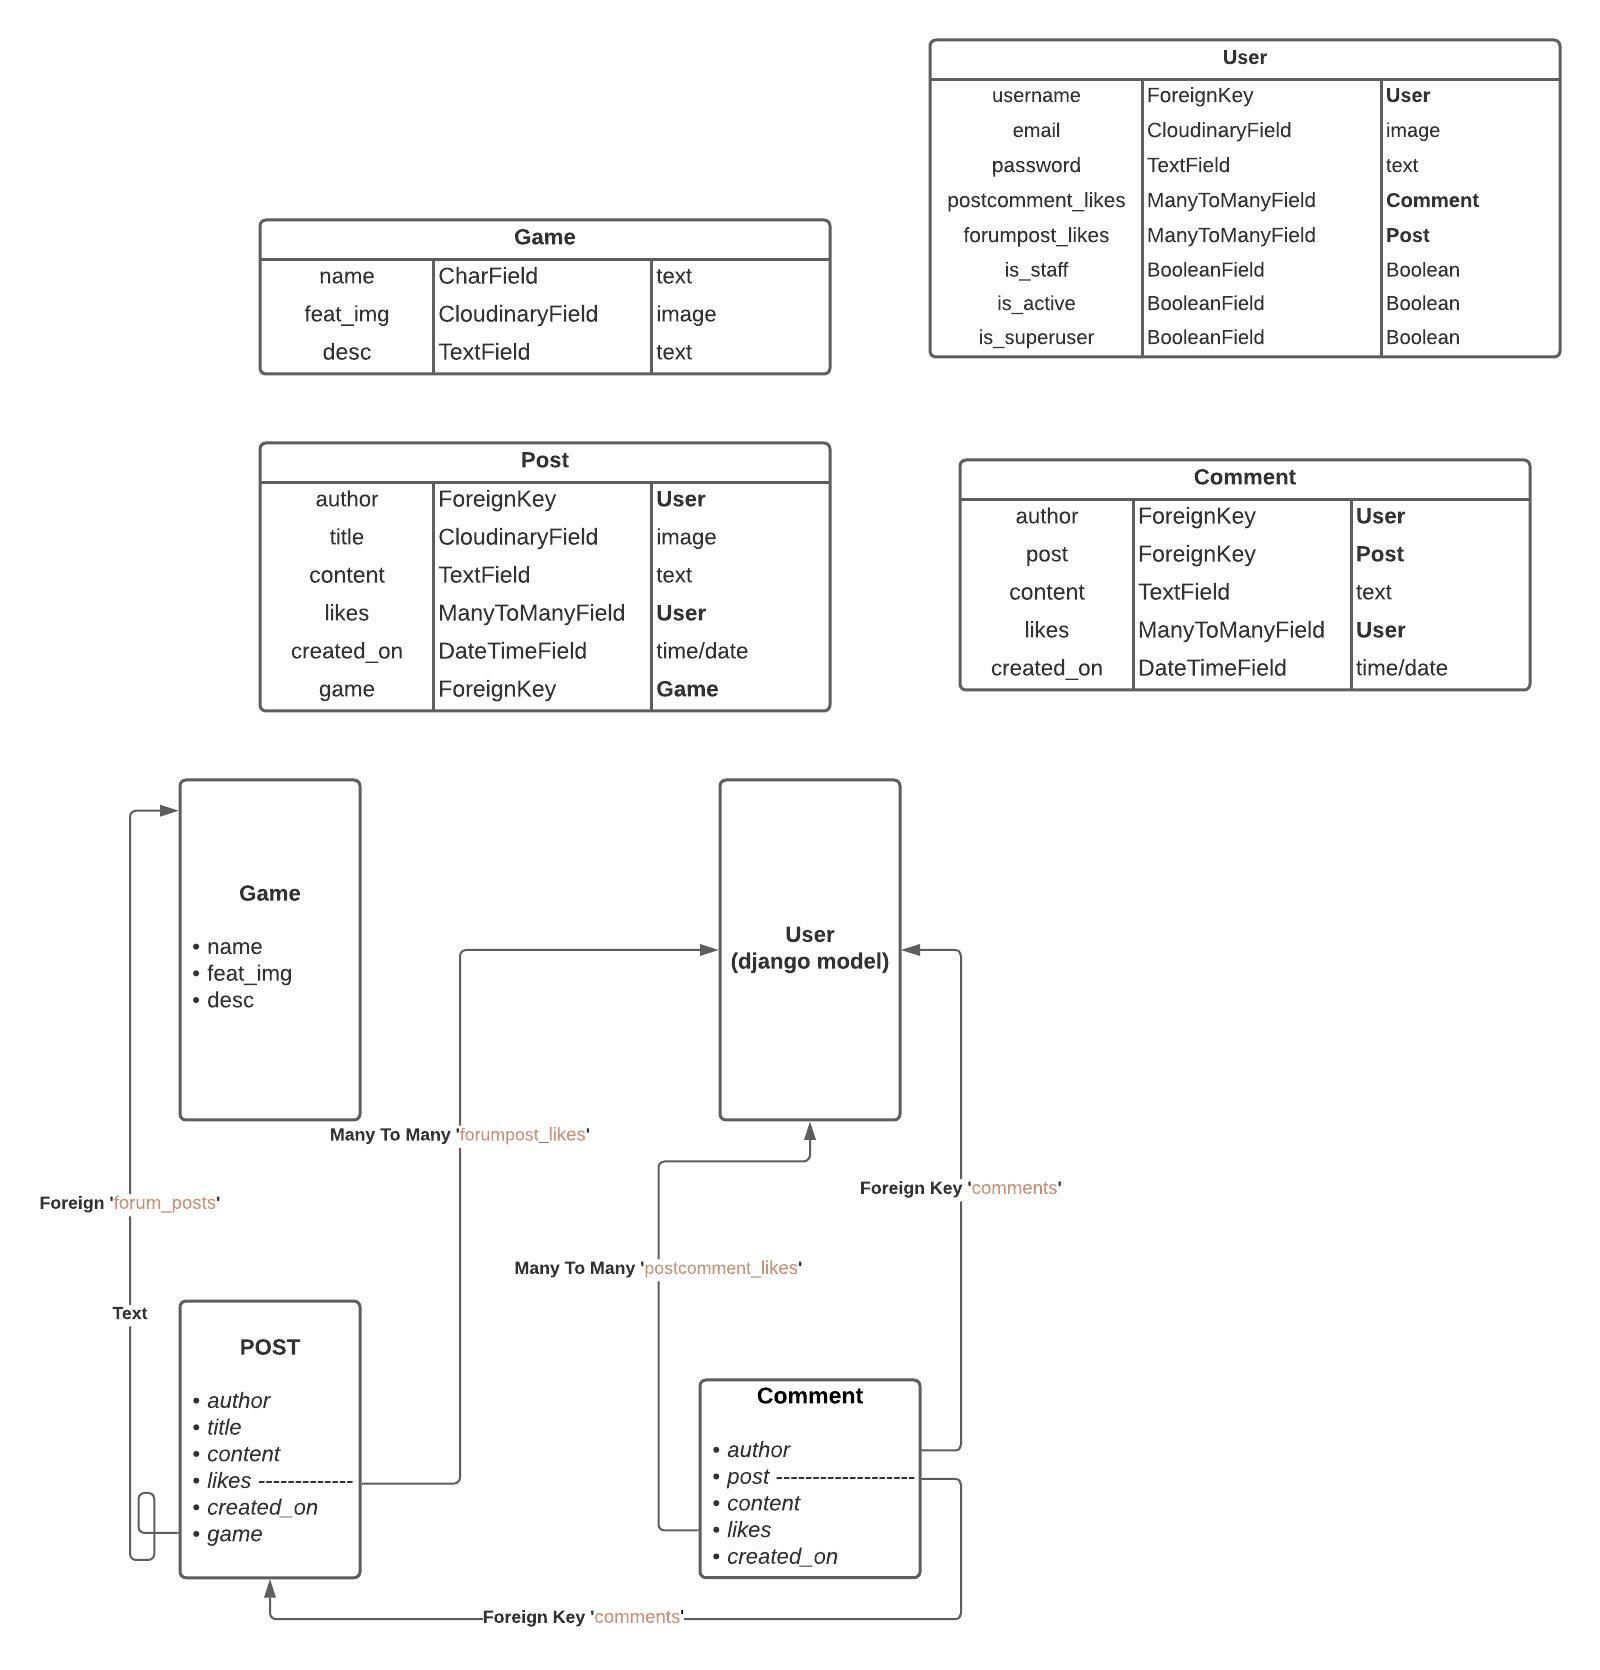 User
username ForeignKey User
email CloudinaryField image
password TextField text
postcomment_likes ManyToManyField Comment
forumpost_likes ManyToManyField Post
is_staff BooleanField Boolean
is_active BooleanField Boolean
is_superuser BooleanField Boolean
Game
name CharField text
feat_img CloudinaryField image
desc TextField text
Post
author ForeignKey User
title CloudinaryField image
content TextField text
likes ManyToManyField User
created_on DateTimeField time/date
game ForeignKey Game
Comment
author ForeignKey User
post ForeignKey Post
content TextField text
likes ManyToManyField User
created_on DateTimeField time/date
Game
• name
• feat_img
• desc
User
(django model)
Many To Many 'forumpost_likes'
Foreign 'forum_posts'
Foreign Key 'comments'
Many To Many 'postcomment_likes'
Text
POST
• author
• title
• content
• likes -------------
• created_on
• game
Comment
• author
• post -------------------
• content
• likes
• created_on
Foreign Key 'comments'